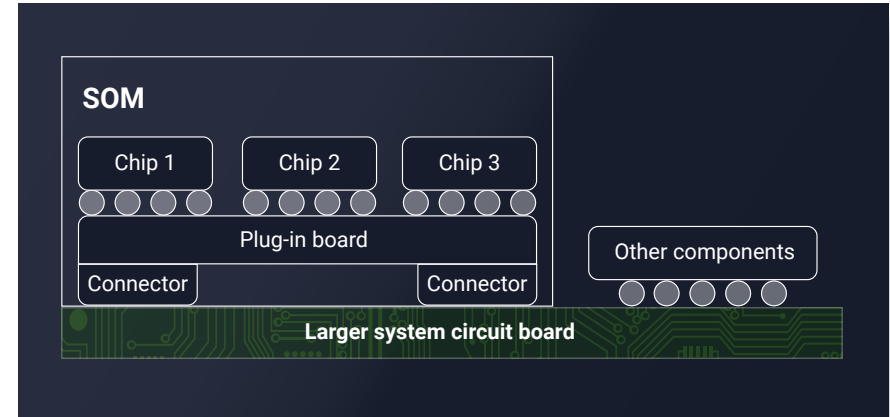 SOM
Chip 1
Chip 2
Chip 3
Plug-in board
Connector
Connector
Other components
Larger system circuit board